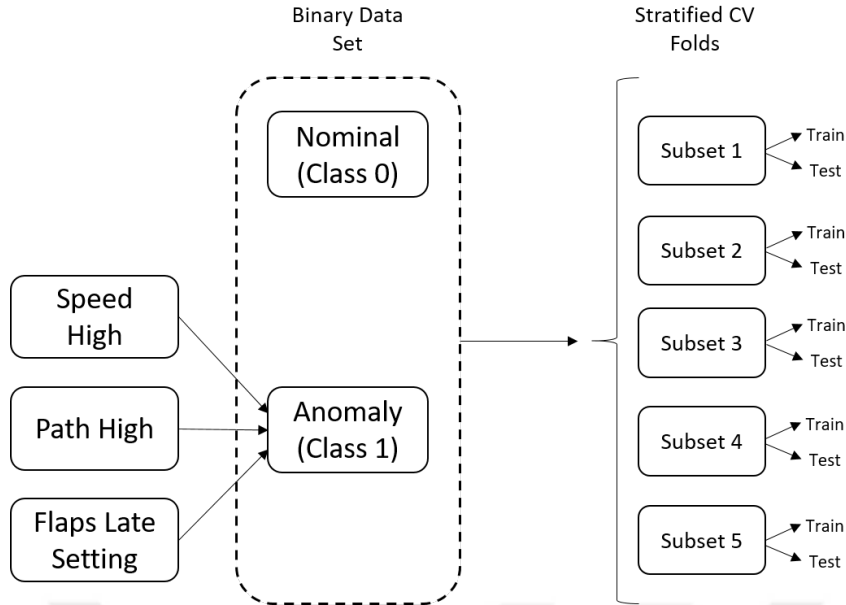 Binary Data
Set
Stratified CV
Folds
Nominal
(Class 0)
Speed
High
Path High
Flaps Late
Setting
Anomaly
(Class 1)
Subset 1
Train
Test
Subset 2
Train
Test
Subset 3
Train
Test
Subset 4
Train
Test
Subset 5
Train
Test